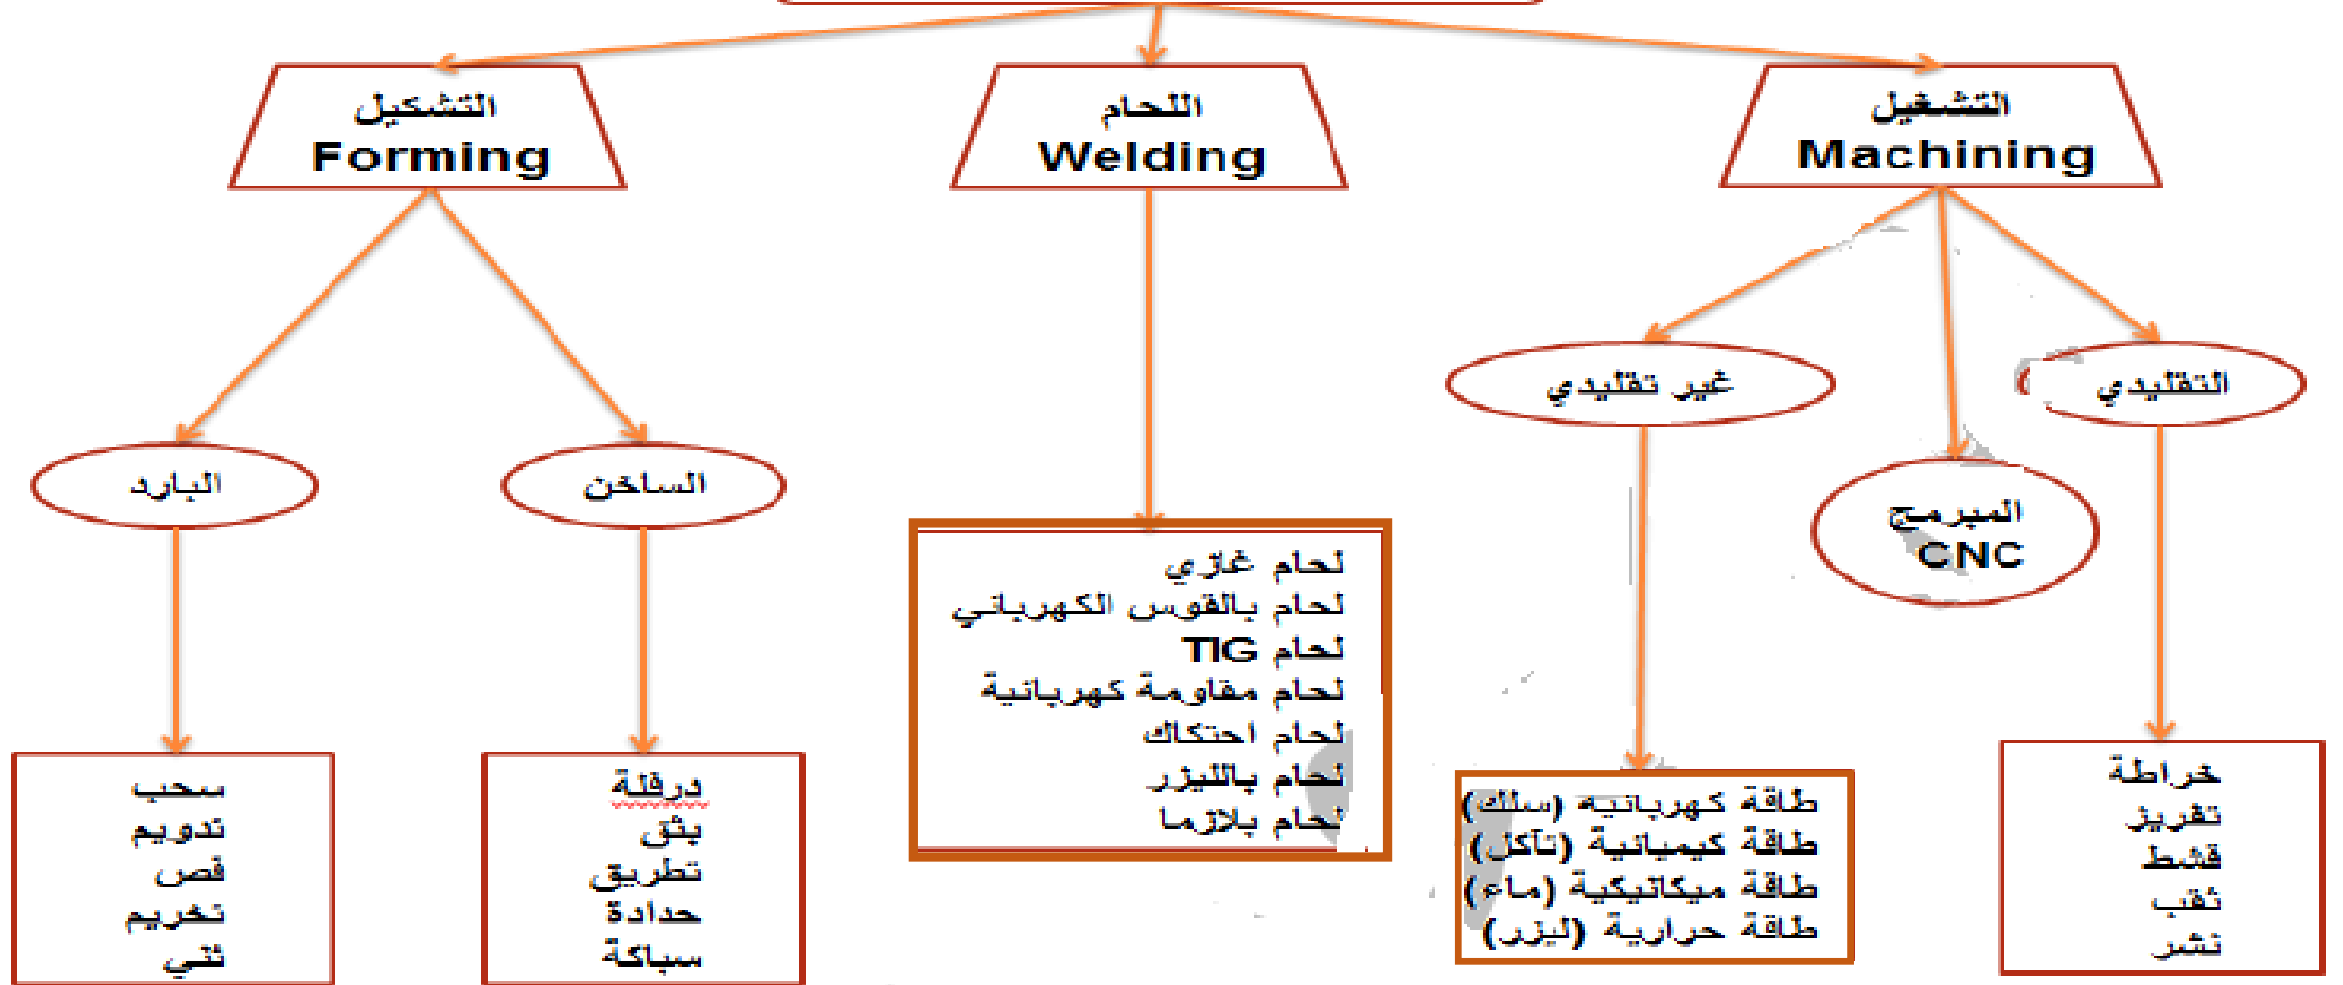 التشغيل
Machining
اللحام
Welding
التشكيل
Forming
التقليدي
غير تقليدي
المبرمج
CNC
الساخن
البارد
خراطة
تفريز
قشط
ثقب
نشر
طاقة كهربائية (سلك)
طاقة كيميائية (تآكل)
طاقة ميكانيكية (ماء)
طاقة حرارية (ليزر)
لحام غازي
لحام بالقوس الكهربائي
لحام TIG
لحام مقاومة كهربائية
لحام احتكاك
لحام بالليزر
لحام بلازما
درفلة
بثق
تطريق
حدادة
سباكة
سحب
تدويم
قص
تخريم
ثني